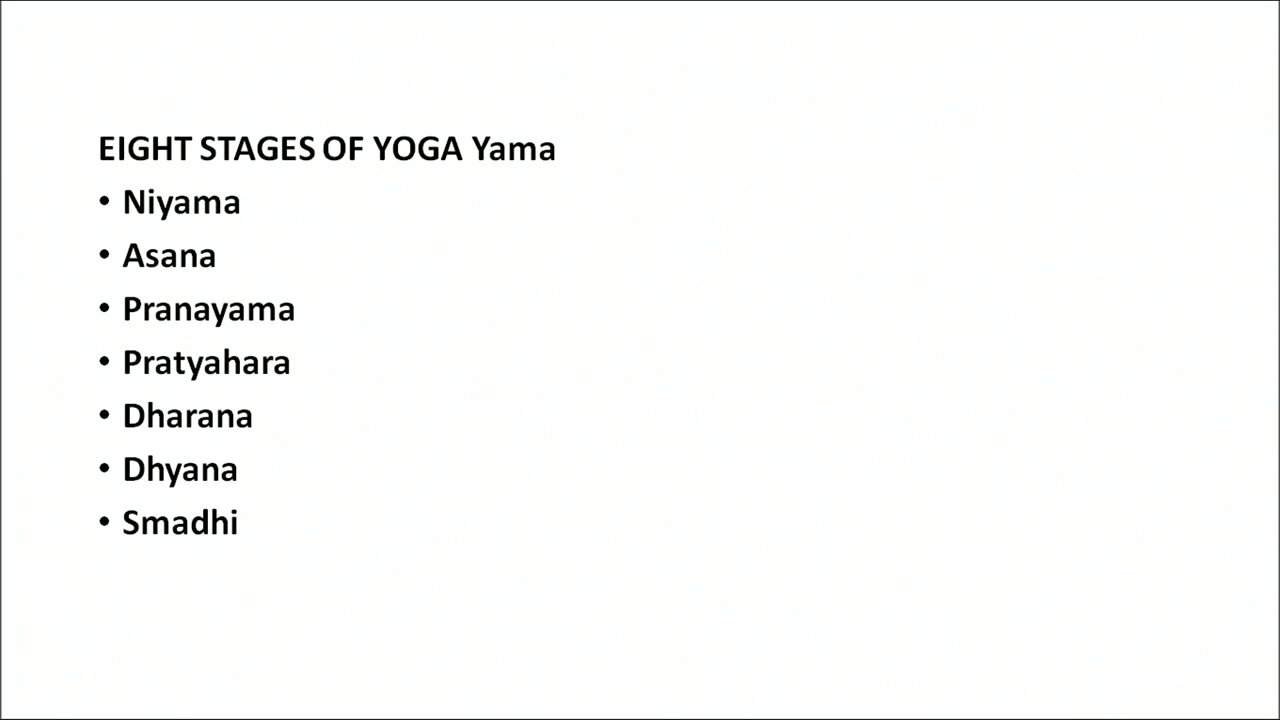 EIGHT STAGES OF YOGA Yama
• Niyama
• Asana
• Pranayama
• Pratyahara
• Dharana
• Dhyana
• Smadhi